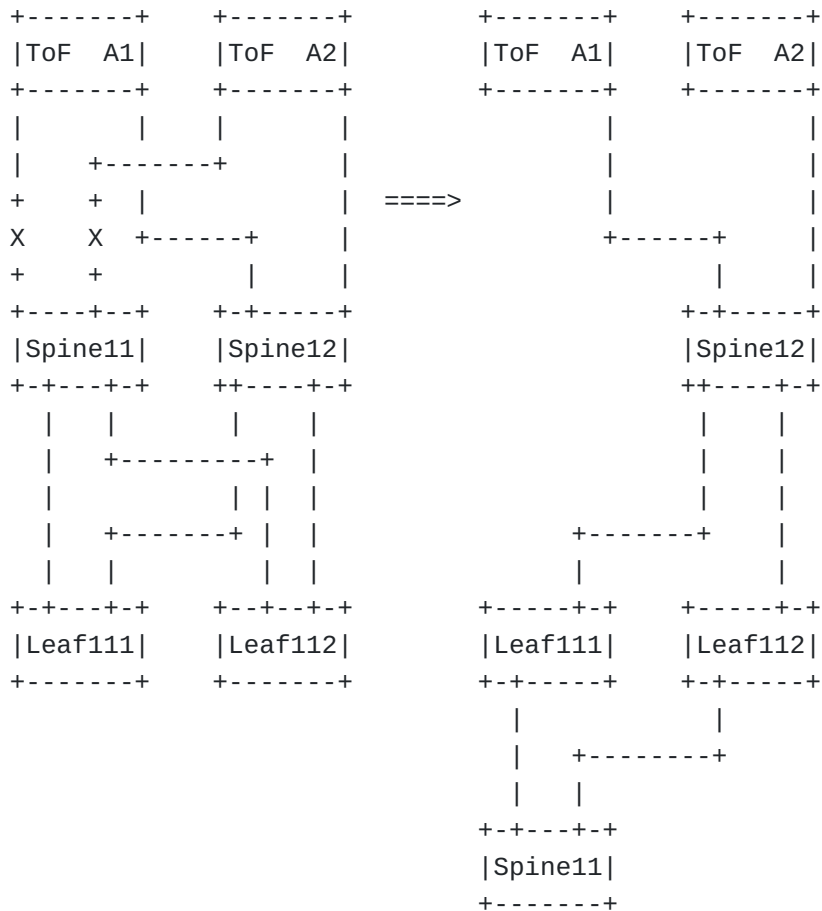 +-------+    +-------+        +-------+    +-------+
|ToF  A1|    |ToF  A2|        |ToF  A1|    |ToF  A2|
+-------+    +-------+        +-------+    +-------+
|       |    |       |                |            |
|    +-------+       |                |            |
+    +  |            |  ====>         |            |
X    X  +------+     |                +------+     |
+    +         |     |                       |     |
+----+--+    +-+-----+                     +-+-----+
|Spine11|    |Spine12|                     |Spine12|
+-+---+-+    ++----+-+                     ++----+-+
  |   |       |    |                        |    |
  |   +---------+  |                        |    |
  |           | |  |                        |    |
  |   +-------+ |  |                +-------+    |
  |   |         |  |                |            |
+-+---+-+    +--+--+-+        +-----+-+    +-----+-+
|Leaf111|    |Leaf112|        |Leaf111|    |Leaf112|
+-------+    +-------+        +-+-----+    +-+-----+
                                |            |
                                |   +--------+
                                |   |
                              +-+---+-+
                              |Spine11|
                              +-------+